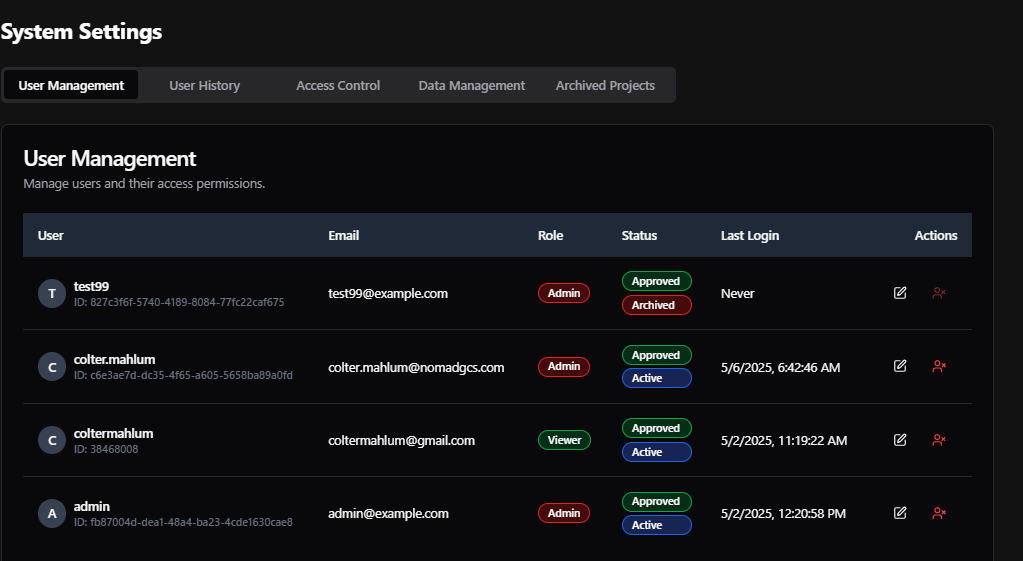 System Settings
User Management User History Access Control Data Management Archived Projects
User Management
Manage users and their access permissions.
User Email Role Status Last Login Actions
T test99 test99@example.com Admin Approved Never
ID: 827c3f6f-5740-4189-8084-77fc22caf675 Archived
C colter.mahlum colter.mahlum@nomadgcs.com Admin Approved 5/6/2025, 6:42:46 AM
ID: c6e3ae7d-dc35-4f65-a605-5658ba89a0fd Active
C coltermahlum coltermahlum@gmail.com Viewer Approved 5/2/2025, 11:19:22 AM
ID: 38468008 Active
A admin admin@example.com Admin Approved 5/2/2025, 12:20:58 PM
ID: fb87004d-dea1-48a4-ba23-4cde1630cae8 Active